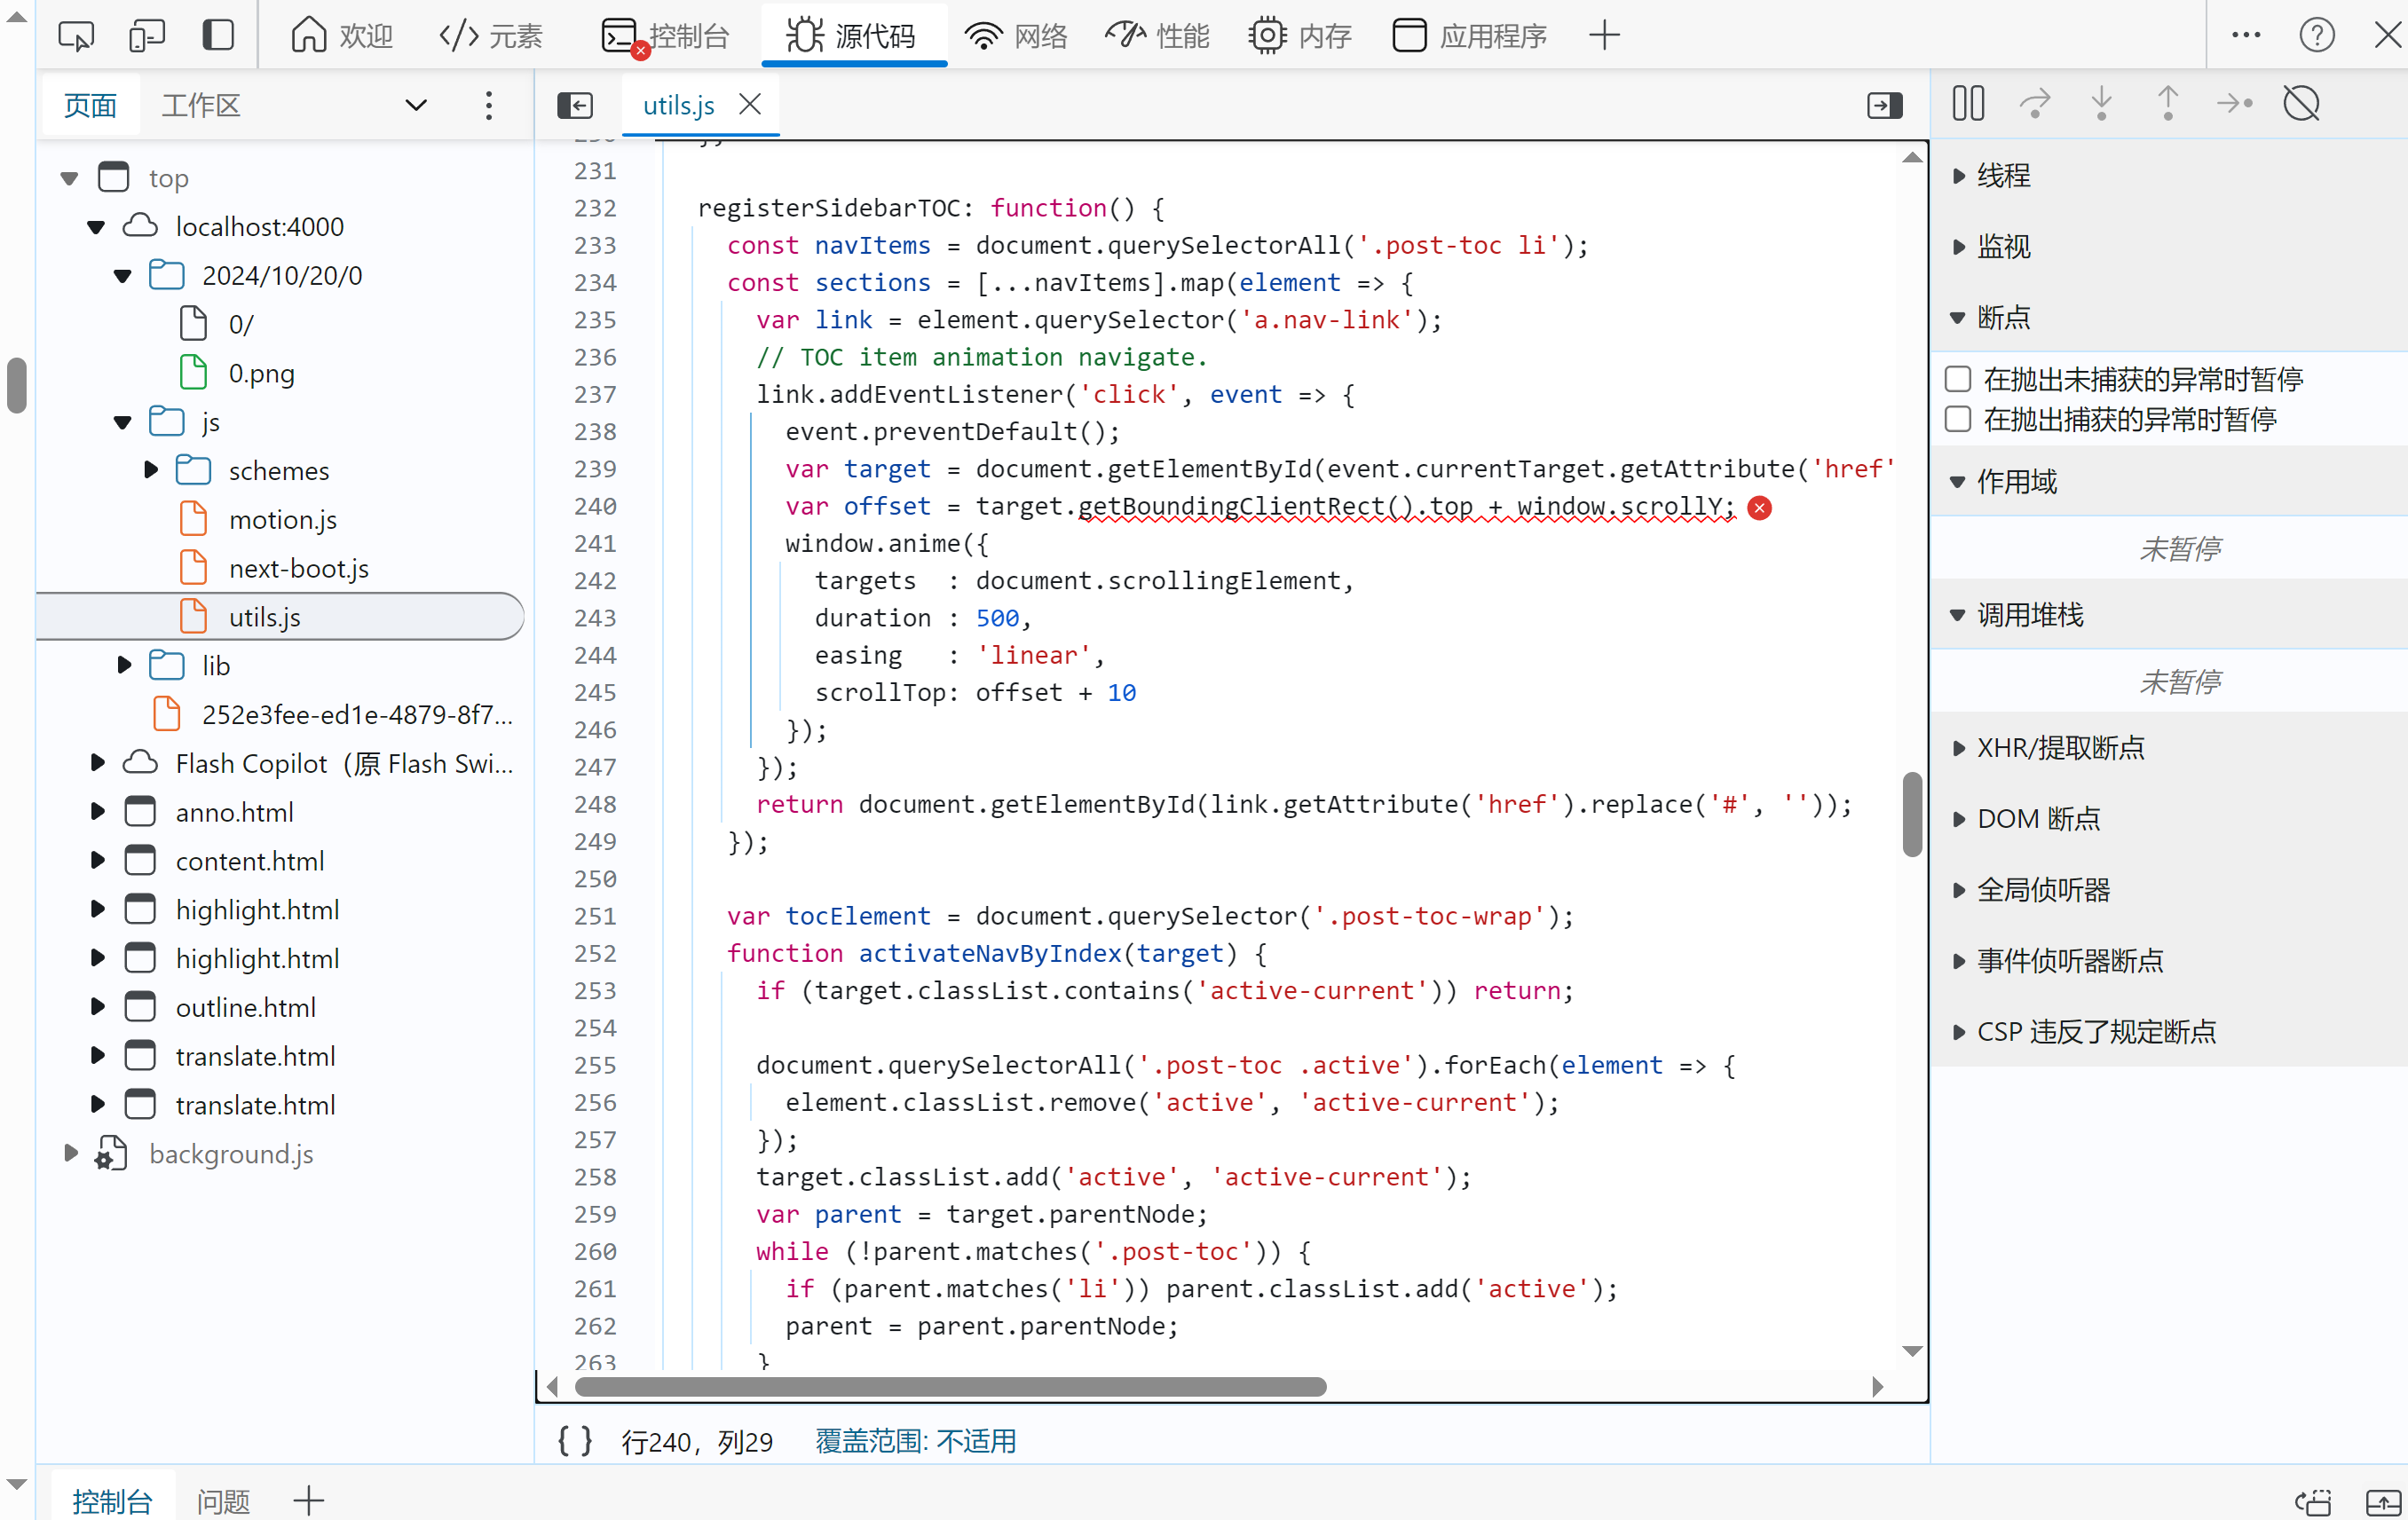 欢迎
元素
控制台
源代码
网络
性能
内存
应用程序
页面
工作区
top
localhost:4000
2024/10/20/0
0/
0.png
js
schemes
motion.js
next-boot.js
utils.js
lib
252e3fee-ed1e-4879-8f7...
Flash Copilot（原 Flash Swi...
anno.html
content.html
highlight.html
highlight.html
outline.html
translate.html
translate.html
background.js
utils.js
231
232 registerSidebarTOC: function() {
233 const navItems = document.querySelectorAll('.post-toc li');
234 const sections = [...navItems].map(element => {
235 var link = element.querySelector('a.nav-link');
236 // TOC item animation navigate.
237 link.addEventListener('click', event => {
238 event.preventDefault();
239 var target = document.getElementById(event.currentTarget.getAttribute('href'
240 var offset = target.getBoundingClientRect().top + window.scrollY;
241 window.anime({
242 targets  : document.scrollingElement,
243 duration : 500,
244 easing   : 'linear',
245 scrollTop: offset + 10
246 });
247 });
248 return document.getElementById(link.getAttribute('href').replace('#', ''));
249 });
250
251 var tocElement = document.querySelector('.post-toc-wrap');
252 function activateNavByIndex(target) {
253 if (target.classList.contains('active-current')) return;
254
255 document.querySelectorAll('.post-toc .active').forEach(element => {
256 element.classList.remove('active', 'active-current');
257 });
258 target.classList.add('active', 'active-current');
259 var parent = target.parentNode;
260 while (!parent.matches('.post-toc')) {
261 if (parent.matches('li')) parent.classList.add('active');
262 parent = parent.parentNode;
263 }
{ } 行240，列29 覆盖范围: 不适用
线程
监视
断点
在抛出未捕获的异常时暂停
在抛出捕获的异常时暂停
作用域
未暂停
调用堆栈
未暂停
XHR/提取断点
DOM 断点
全局侦听器
事件侦听器断点
CSP 违反了规定断点
控制台
问题